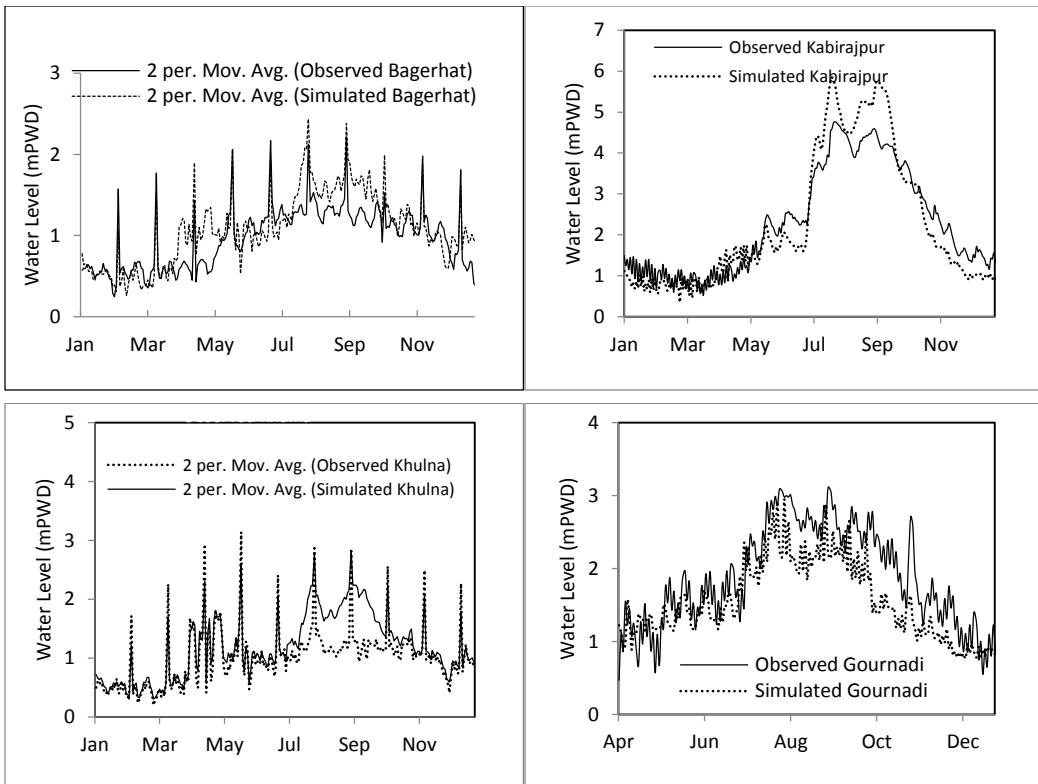 3
2 per. Mov. Avg. (Observed Bagerhat)
2 per. Mov. Avg. (Simulated Bagerhat)
2
1
0
Water Level (mPWD)
Jan Mar May Jul Sep Nov
7
Observed Kabirajpur
6
Simulated Kabirajpur
5
4
3
2
1
0
Water Level (mPWD)
Jan Mar May Jul Sep Nov
5
2 per. Mov. Avg. (Observed Khulna)
4
2 per. Mov. Avg. (Simulated Khulna)
3
2
1
0
Water Level (mPWD)
Jan Mar May Jul Sep Nov
4
3
2
1
Observed Gournadi
Simulated Gournadi
0
Water Level (mPWD)
Apr Jun Aug Oct Dec